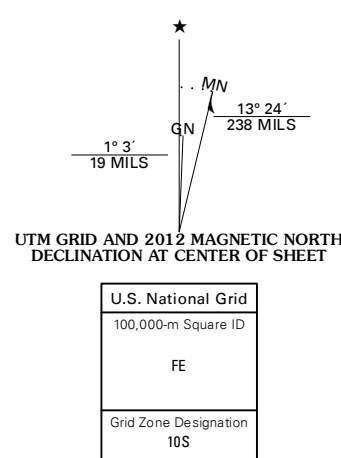 ★
MN
GN
13° 24´
238 MILS
1° 3´
19 MILS
UTM GRID AND 2012 MAGNETIC NORTH
DECLINATION AT CENTER OF SHEET
U.S. National Grid
100,000-m Square ID
FE
Grid Zone Designation
10S